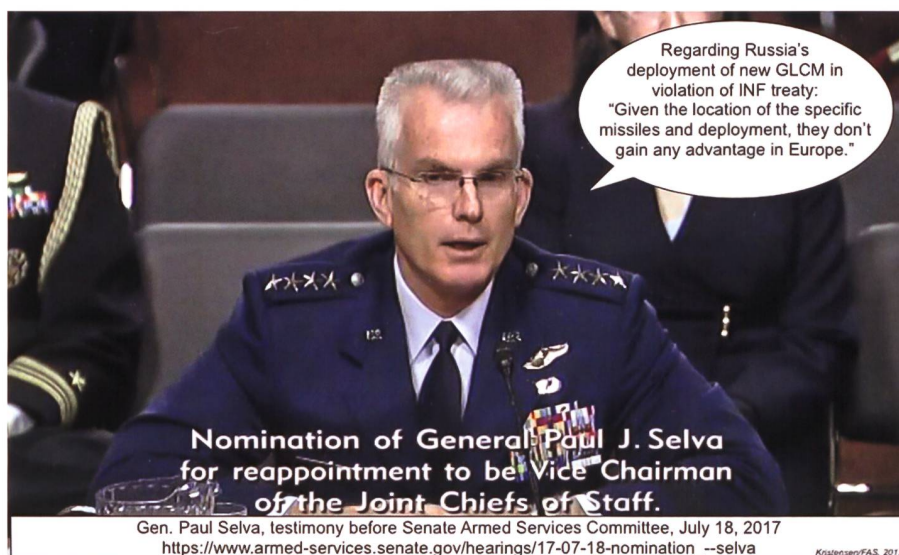 Regarding Russia's
deployment of new GLCM in
violation of INF treaty:
"Given the location of the specific
missiles and deployment, they don't
gain any advantage in Europe."
Nomination of General Paul J. Selva
for reappointment to be Vice Chairman
of the Joint Chiefs of Staff.
Gen. Paul Selva, testimony before Senate Armed Services Committee, July 18, 2017
https://www.armed-services.senate.gov/hearings/17-07-18-nomination --selva
Kristensen/FAS, 201